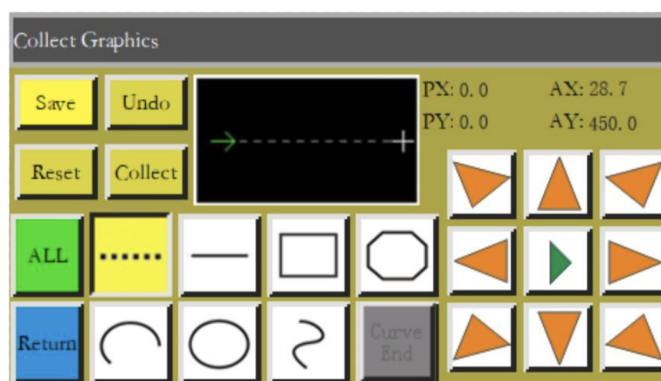 Collect Graphics
Save Undo PX: 0.0 AX: 28.7
PY: 0.0 AY: 450.0
Reset Collect
ALL
Return Curve End